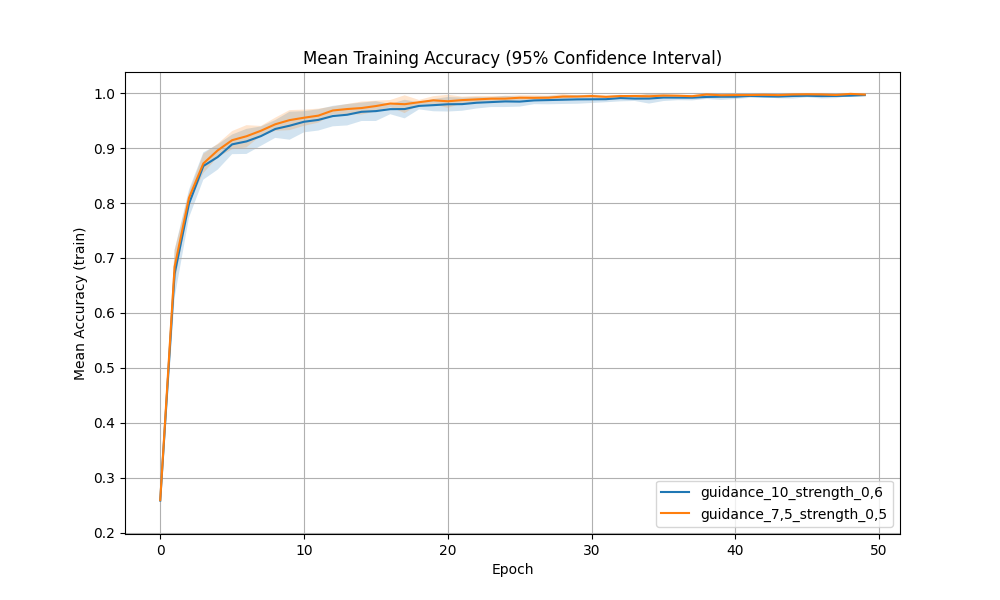 Mean Training Accuracy (95% Confidence Interval)
Mean Accuracy (train)
1.0
0.9
0.8
0.7
0.6
0.5
0.4
0.3
0.2
guidance_10_strength_0,6
guidance_7,5_strength_0,5
0 10 20 30 40 50
Epoch